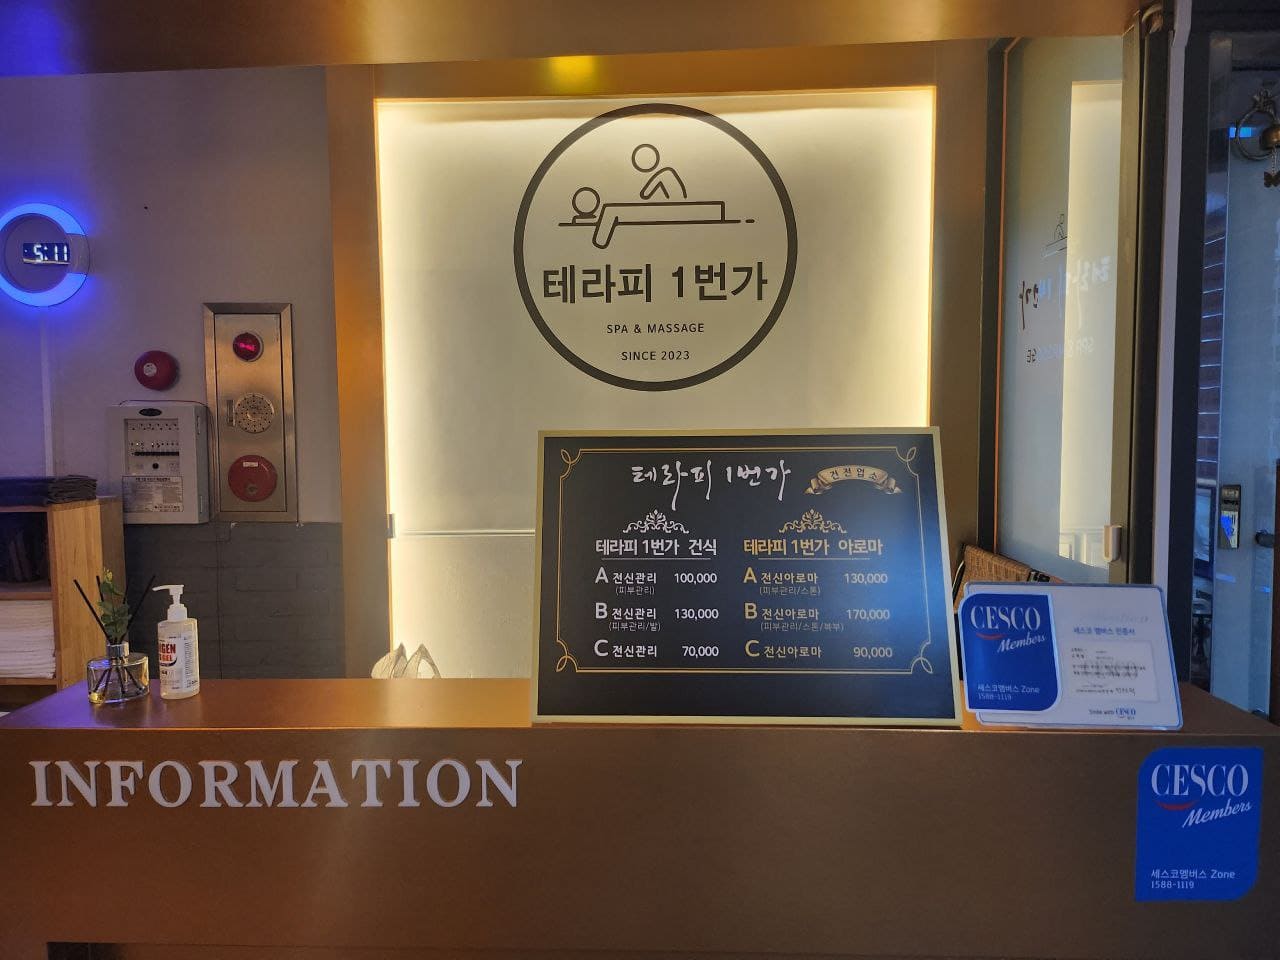 테라피 1번가
SPA & MASSAGE
SINCE 2023
5:11
테라피 1번가
건전업소
테라피 1번가 건식
A 전신관리 100,000
(피부관리)
B 전신관리 130,000
(피부관리/발)
C 전신관리 70,000
테라피 1번가 아로마
A 전신아로마 130,000
(피부관리/스톤)
B 전신아로마 170,000
(피부관리/스톤/복부)
C 전신아로마 90,000
CESCO
Members
세스코멤버스 Zone
1588-1119
세스코 멤버스 인증서
Smile with CESCO
INFORMATION
CESCO
Members
세스코멤버스 Zone
1588-1119